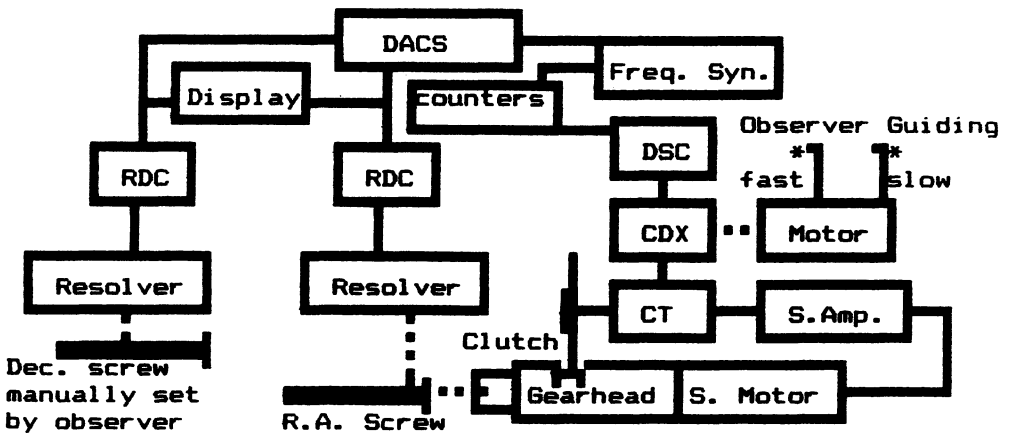 DACS
Freq. Syn.
Display
counters
Observer Guiding
* *
fast slow
RDC
RDC
DSC
CDX
Motor
Resolver
Resolver
CT
S.Amp.
Clutch
Dec. screw
manually set
by observer
Gearhead
S. Motor
R.A. Screw